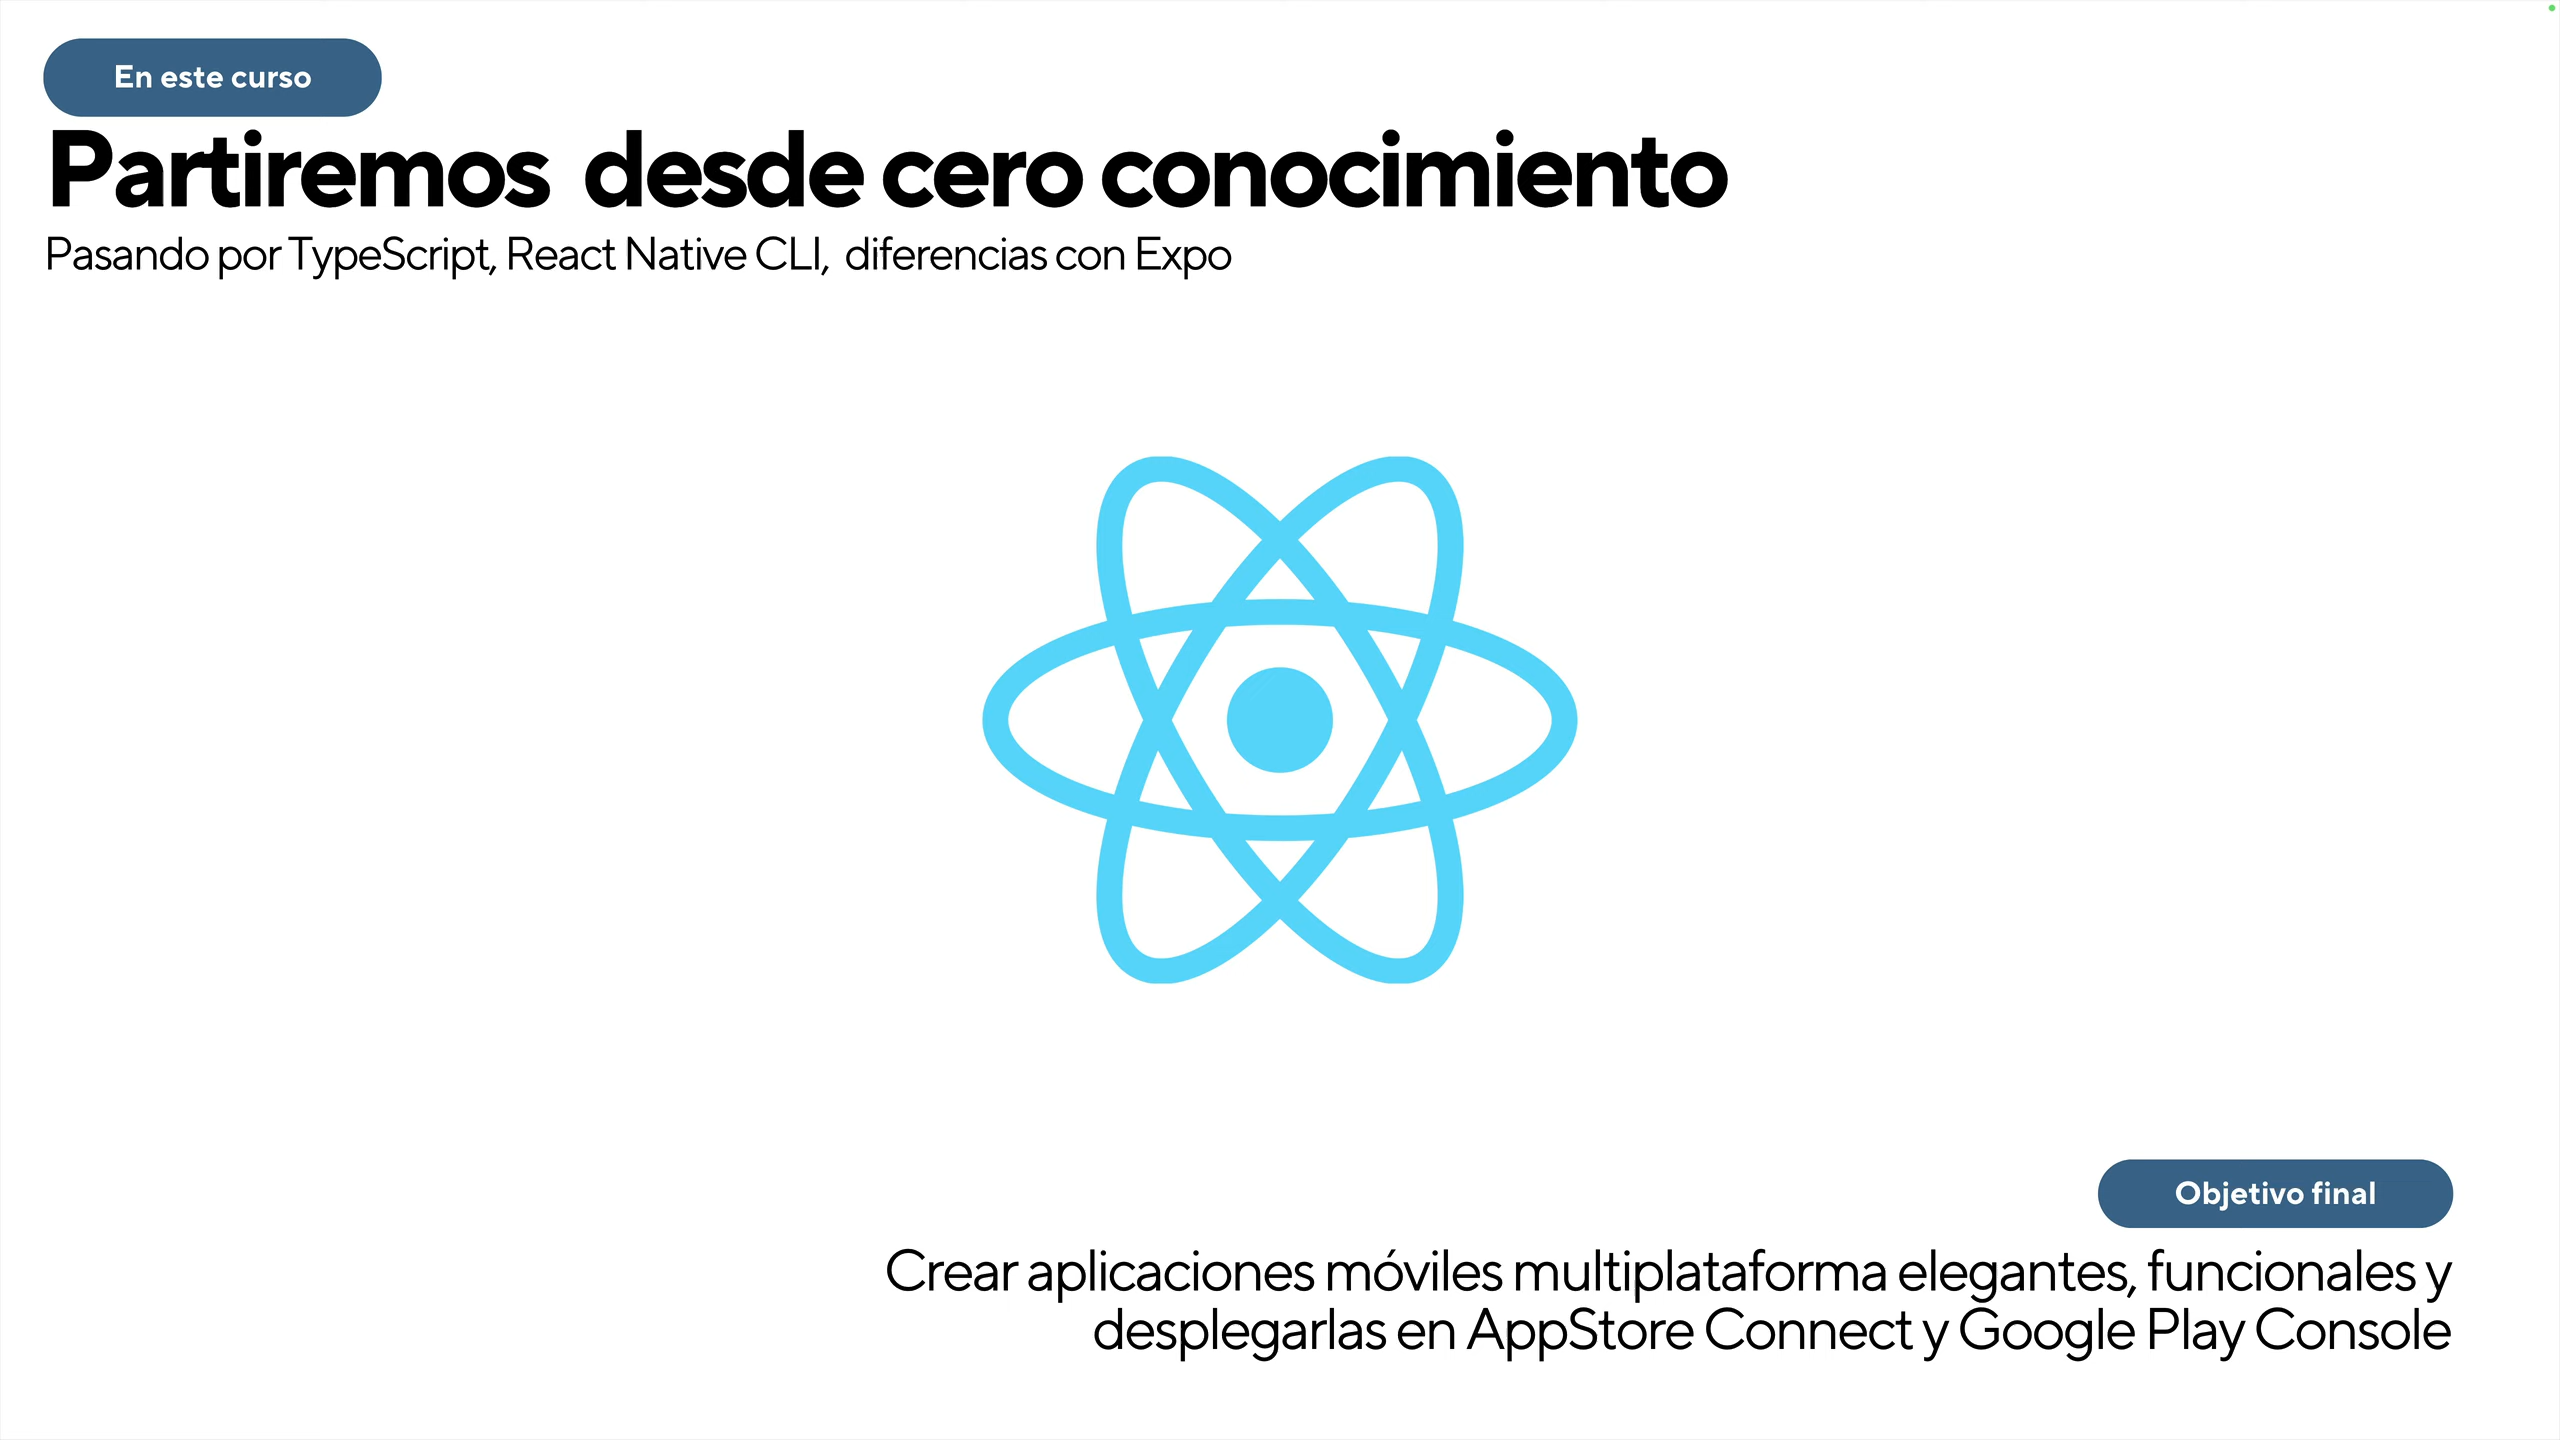 En este curso
Partiremos desde cero conocimiento
Pasando por TypeScript, React Native CLI, diferencias con Expo
Objetivo final
Crear aplicaciones móviles multiplataforma elegantes, funcionales y
desplegarlas en AppStore Connect y Google Play Console